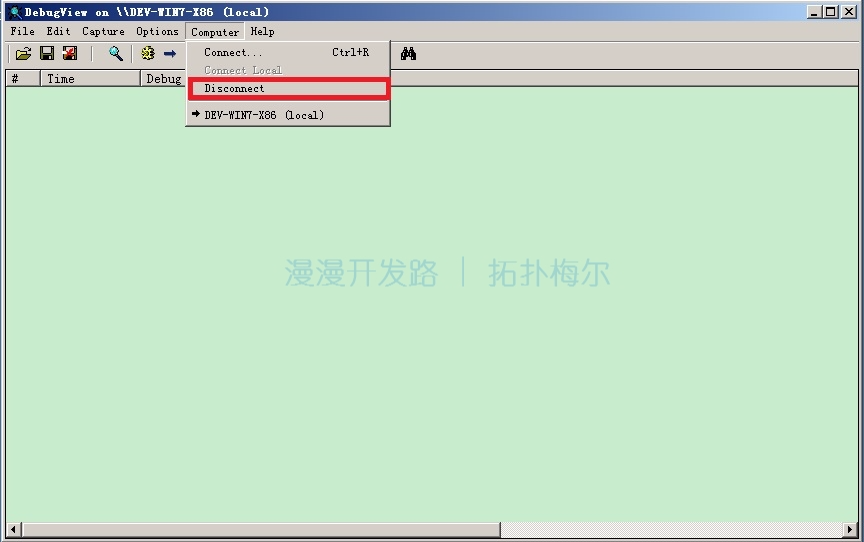 DebugView on \\DEV-WIN7-X86 (local)
File Edit Capture Options Computer Help
Connect... Ctrl+R
Connect Local
# Time Debug
Disconnect
DEV-WIN7-X86 (local)
漫漫开发路 | 拓扑梅尔